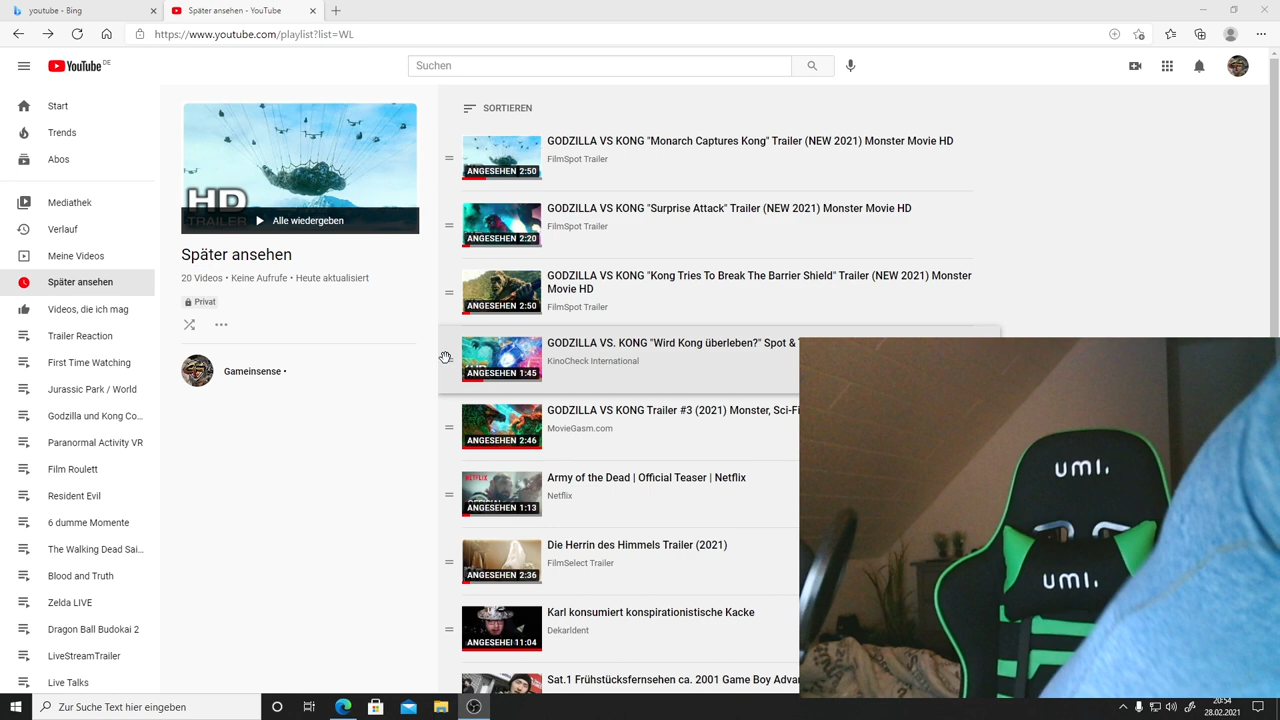 youtube - Bing
Später ansehen - YouTube
https://www.youtube.com/playlist?list=WL
YouTube DE
Suchen
Start
Trends
Abos
Mediathek
Verlauf
Meine Videos
Später ansehen
Videos, die ich mag
Trailer Reaction
First Time Watching
Jurassic Park / World
Godzilla und Kong Co...
Paranormal Activity VR
Film Roulett
Resident Evil
6 dumme Momente
The Walking Dead Sai...
Blood and Truth
Zelda LIVE
Dragon Ball Budokai 2
LiveStreamTrailer
Live Talks
HD
TRAILER
Alle wiedergeben
Später ansehen
20 Videos • Keine Aufrufe • Heute aktualisiert
Privat
Gameinsense •
SORTIEREN
GODZILLA VS KONG "Monarch Captures Kong" Trailer (NEW 2021) Monster Movie HD
FilmSpot Trailer
ANGESEHEN 2:50
GODZILLA VS KONG "Surprise Attack" Trailer (NEW 2021) Monster Movie HD
FilmSpot Trailer
ANGESEHEN 2:20
GODZILLA VS KONG "Kong Tries To Break The Barrier Shield" Trailer (NEW 2021) Monster
Movie HD
FilmSpot Trailer
ANGESEHEN 2:50
GODZILLA VS. KONG "Wird Kong überleben?" Spot &
KinoCheck International
ANGESEHEN 1:45
GODZILLA VS KONG Trailer #3 (2021) Monster, Sci-Fi
MovieGasm.com
ANGESEHEN 2:46
Army of the Dead | Official Teaser | Netflix
Netflix
NETFLIX
ANGESEHEN 1:13
Die Herrin des Himmels Trailer (2021)
FilmSelect Trailer
ANGESEHEN 2:36
Karl konsumiert konspirationistische Kacke
Dekarldent
ANGESEHEN 11:04
Sat.1 Frühstücksfernsehen ca. 2001 Game Boy Advan
umi.
umi.
Zur Suche Text hier eingeben
20:54
28.02.2021